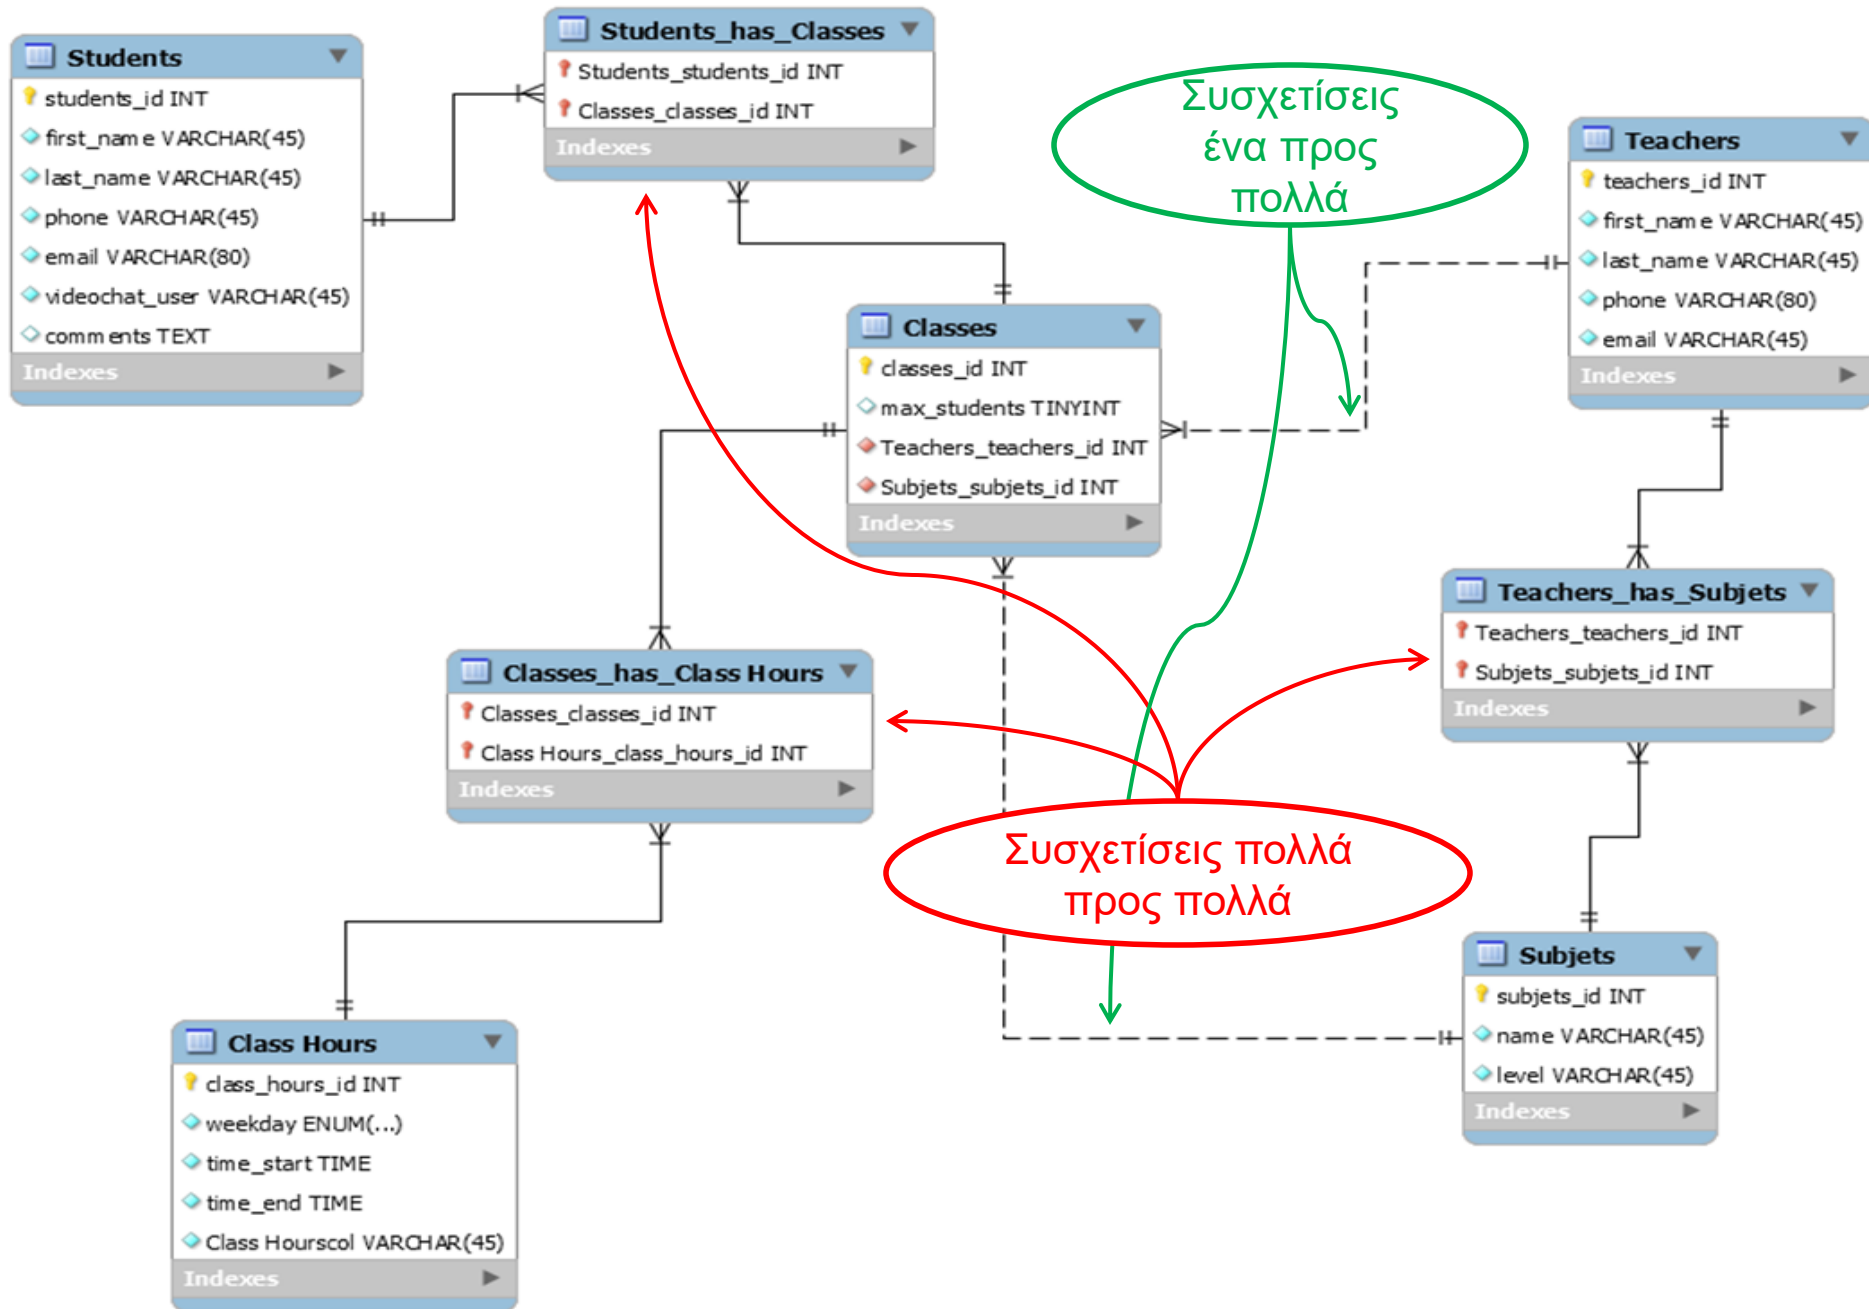 Students
students_id INT
first_name VARCHAR(45)
last_name VARCHAR(45)
phone VARCHAR(45)
email VARCHAR(80)
videochat_user VARCHAR(45)
comments TEXT
Indexes
Students_has_Classes
Students_students_id INT
Classes_classes_id INT
Indexes
Συσχετίσεις
ένα προς
πολλά
Teachers
teachers_id INT
first_name VARCHAR(45)
last_name VARCHAR(45)
phone VARCHAR(80)
email VARCHAR(45)
Indexes
Classes
classes_id INT
max_students TINYINT
Teachers_teachers_id INT
Subjets_subjets_id INT
Indexes
Teachers_has_Subjets
Teachers_teachers_id INT
Subjets_subjets_id INT
Indexes
Classes_has_Class Hours
Classes_classes_id INT
Class Hours_class_hours_id INT
Indexes
Συσχετίσεις πολλά
προς πολλά
Subjets
subjets_id INT
name VARCHAR(45)
level VARCHAR(45)
Indexes
Class Hours
class_hours_id INT
weekday ENUM(...)
time_start TIME
time_end TIME
Class Hourscol VARCHAR(45)
Indexes